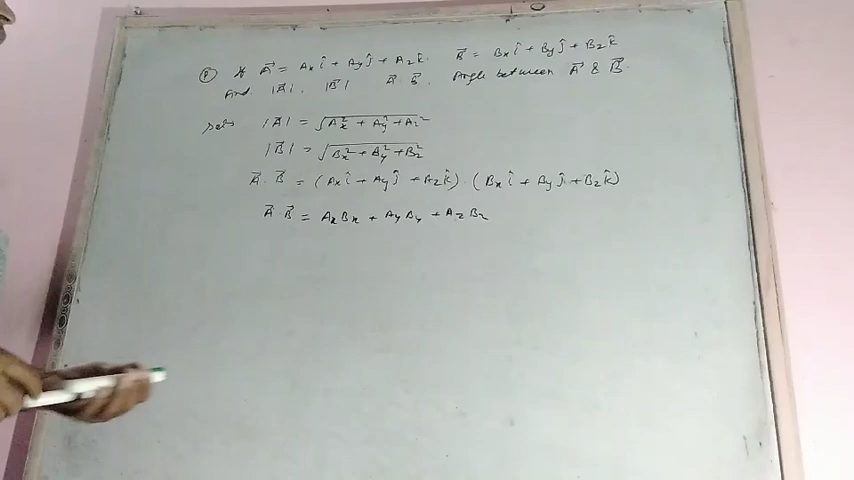 Ⓟ If A⃗ = Axî + Ayĵ + Azk̂. B⃗ = Bxî + Byĵ + Bzk̂
find |A⃗|, |B⃗| A⃗·B⃗, Angle between A⃗ & B⃗.
|A⃗| = √(Ax² + Ay² + Az²)
|B⃗| = √(Bx² + By² + Bz²)
A⃗·B⃗ = (Axî + Ayĵ + Azk̂)·(Bxî + Byĵ + Bzk̂)
A⃗ B⃗ = AxBx + AyBy + AzBz